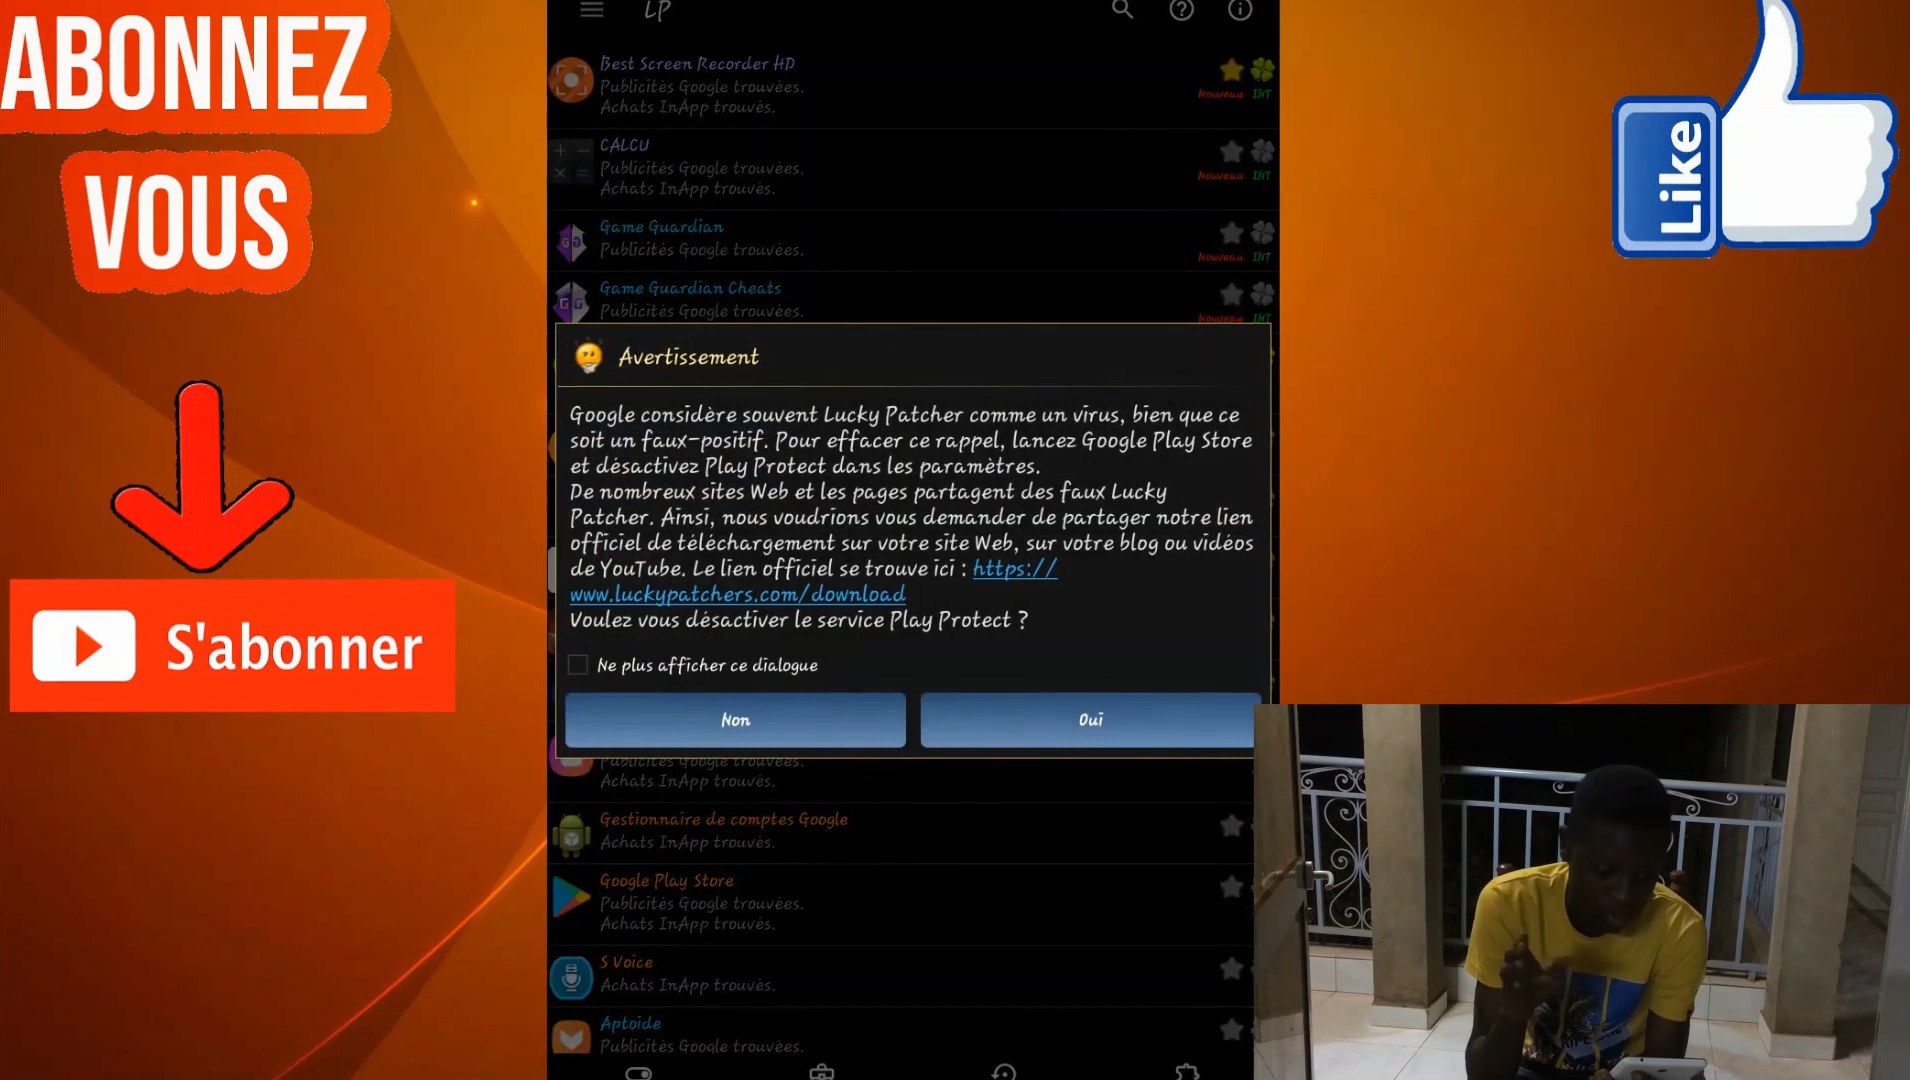 ABONNEZ
VOUS
S'abonner
LP
Best Screen Recorder HD
Publicités Google trouvées.
Achats InApp trouvés.
Nouveau INT
CALCU
Publicités Google trouvées.
Achats InApp trouvés.
Nouveau INT
Game Guardian
Publicités Google trouvées.
Nouveau INT
Game Guardian Cheats
Publicités Google trouvées.
Nouveau INT
Avertissement
Google considère souvent Lucky Patcher comme un virus, bien que ce
soit un faux-positif. Pour effacer ce rappel, lancez Google Play Store
et désactivez Play Protect dans les paramètres.
De nombreux sites Web et les pages partagent des faux Lucky
Patcher. Ainsi, nous voudrions vous demander de partager notre lien
officiel de téléchargement sur votre site Web, sur votre blog ou vidéos
de YouTube. Le lien officiel se trouve ici : https://
www.luckypatchers.com/download
Voulez vous désactiver le service Play Protect ?
Ne plus afficher ce dialogue
Non
Oui
Publicités Google trouvées.
Achats InApp trouvés.
Gestionnaire de comptes Google
Achats InApp trouvés.
Google Play Store
Publicités Google trouvées.
Achats InApp trouvés.
S Voice
Achats InApp trouvés.
Aptoide
Publicités Google trouvées.
Like